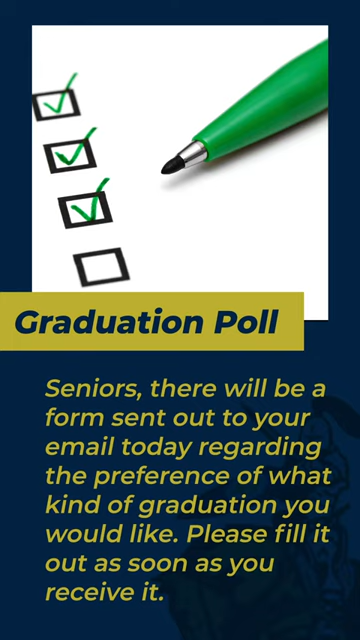 Graduation Poll
Seniors, there will be a
form sent out to your
email today regarding
the preference of what
kind of graduation you
would like. Please fill it
out as soon as you
receive it.